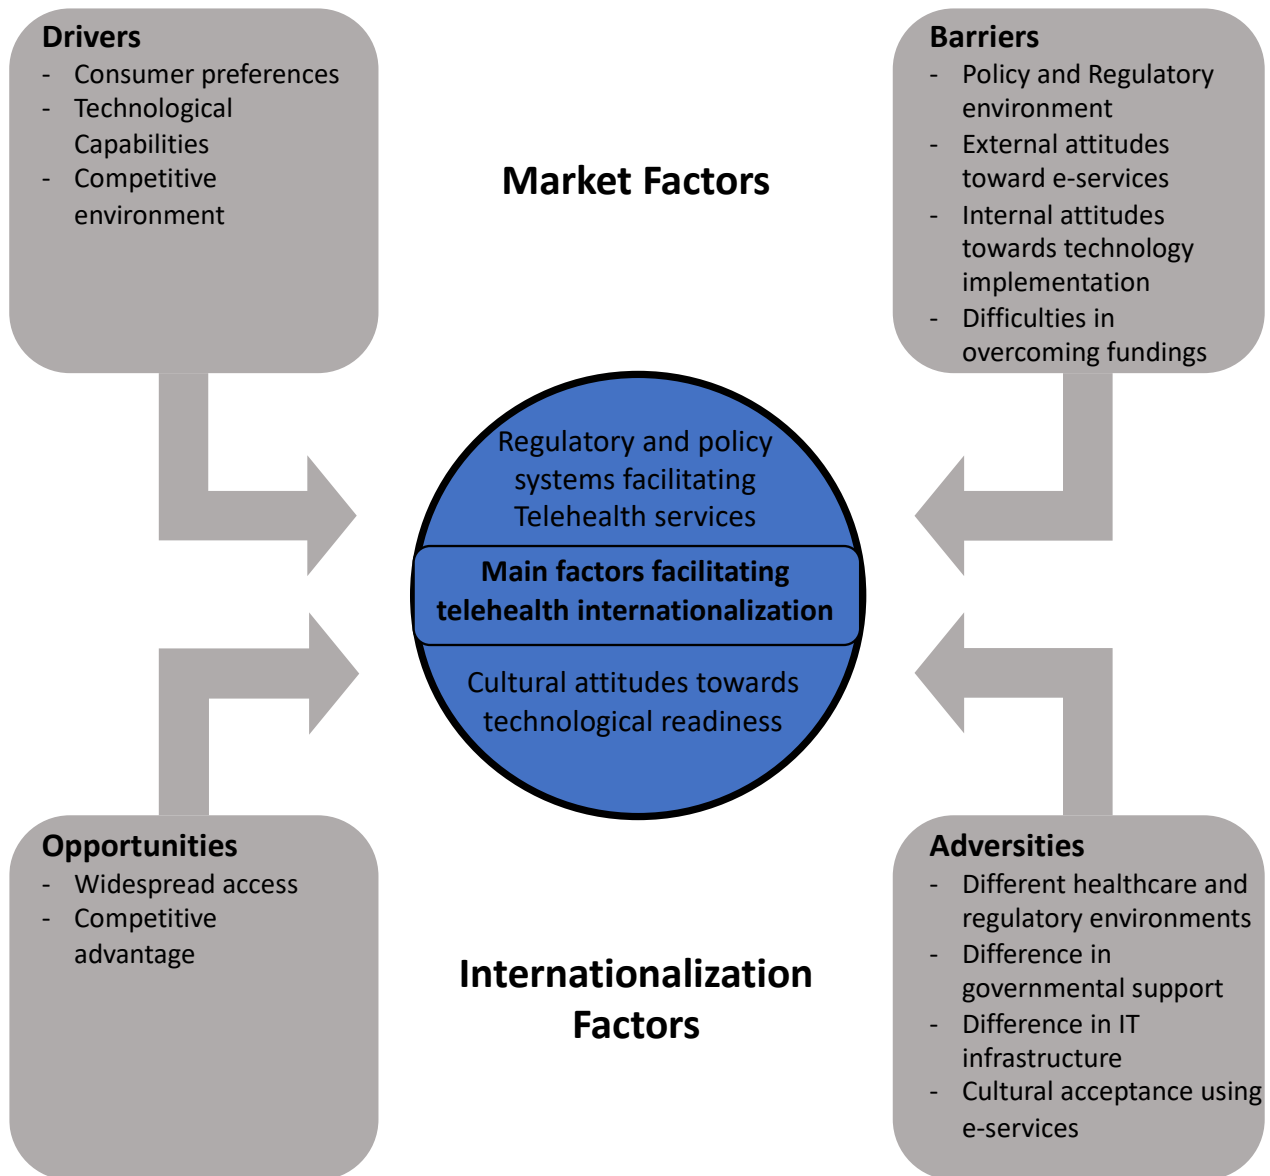 Drivers
- Consumer preferences
- Technological
Capabilities
- Competitive
environment
Market Factors
Barriers
- Policy and Regulatory
environment
- External attitudes
toward e-services
- Internal attitudes
towards technology
implementation
- Difficulties in
overcoming fundings
Regulatory and policy
systems facilitating
Telehealth services
Main factors facilitating
telehealth internationalization
Cultural attitudes towards
technological readiness
Opportunities
- Widespread access
- Competitive
advantage
Internationalization
Factors
Adversities
- Different healthcare and
regulatory environments
- Difference in
governmental support
- Difference in IT
infrastructure
- Cultural acceptance using
e-services